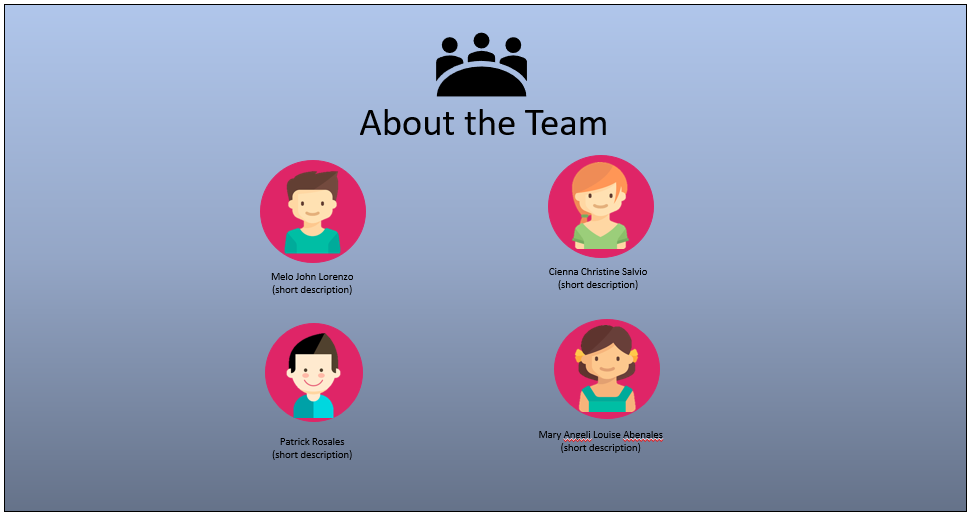 About the Team
Melo John Lorenzo
(short description)
Cienna Christine Salvio
(short description)
Patrick Rosales
(short description)
Mary Angeli Louise Abenales
(short description)